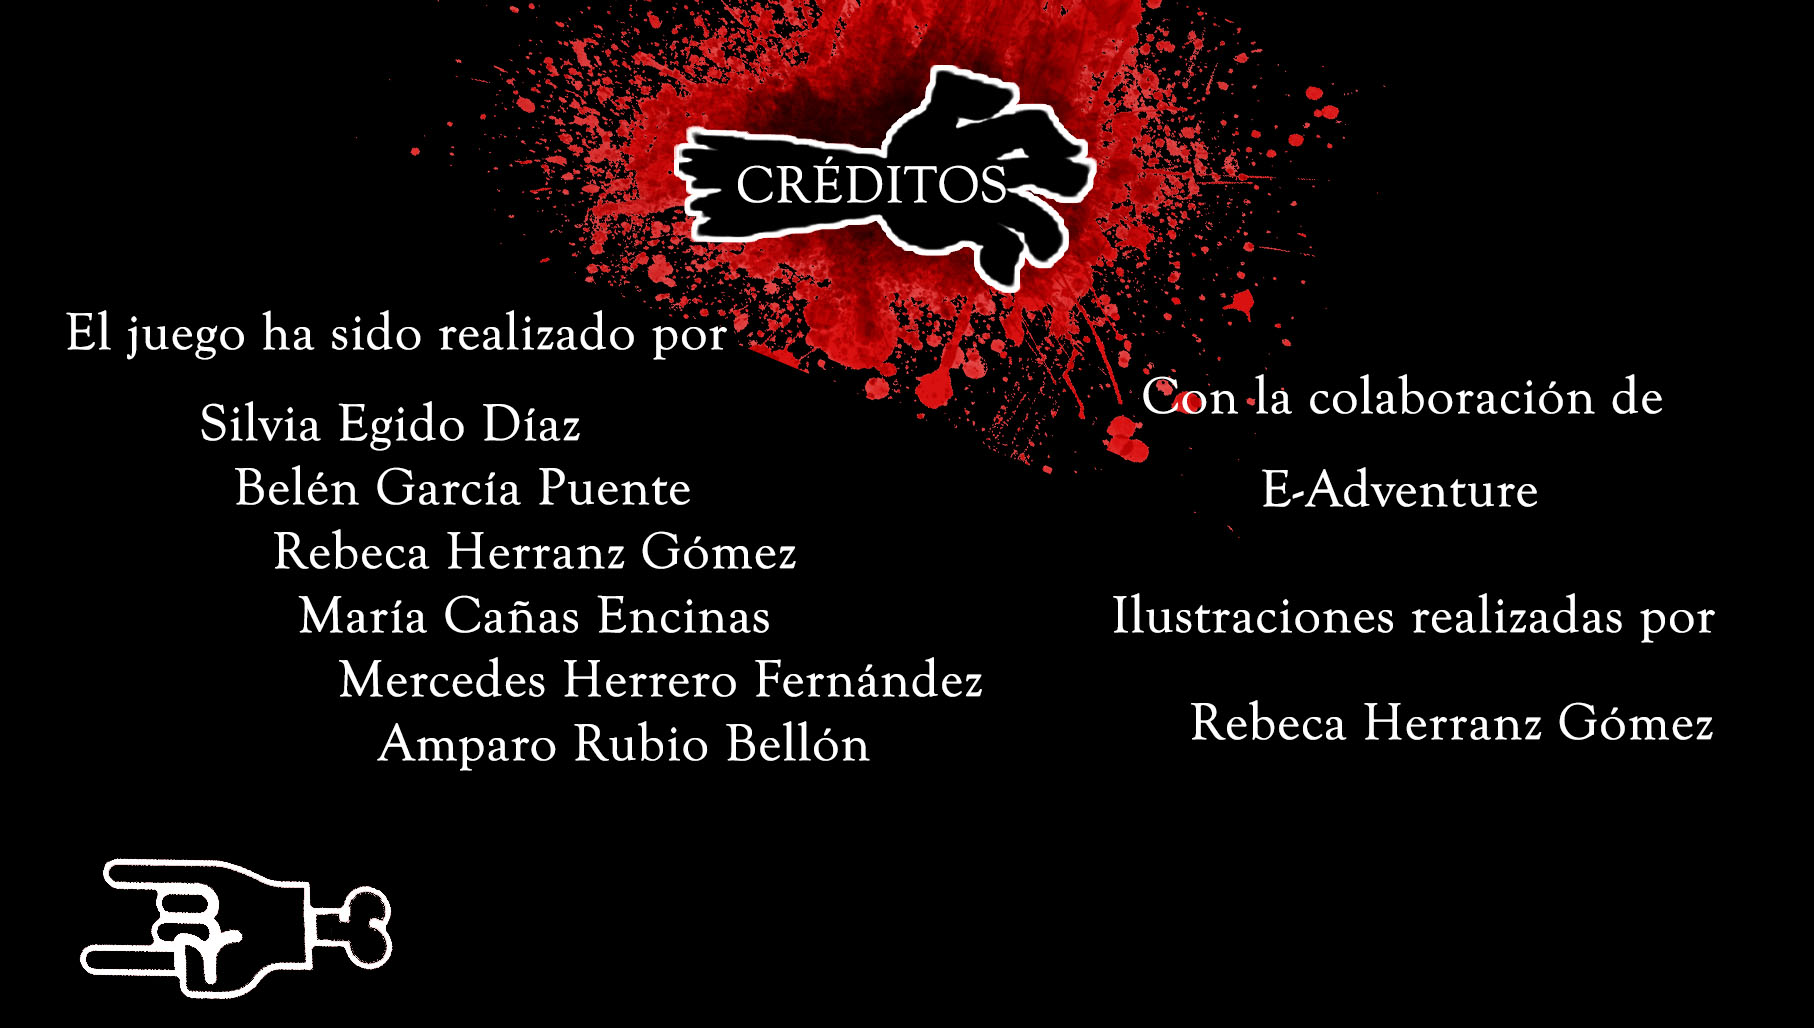 CRÉDITOS
El juego ha sido realizado por
Silvia Egido Díaz
Belén García Puente
Rebeca Herranz Gómez
María Cañas Encinas
Mercedes Herrero Fernández
Amparo Rubio Bellón
Con la colaboración de
E-Adventure
Ilustraciones realizadas por
Rebeca Herranz Gómez